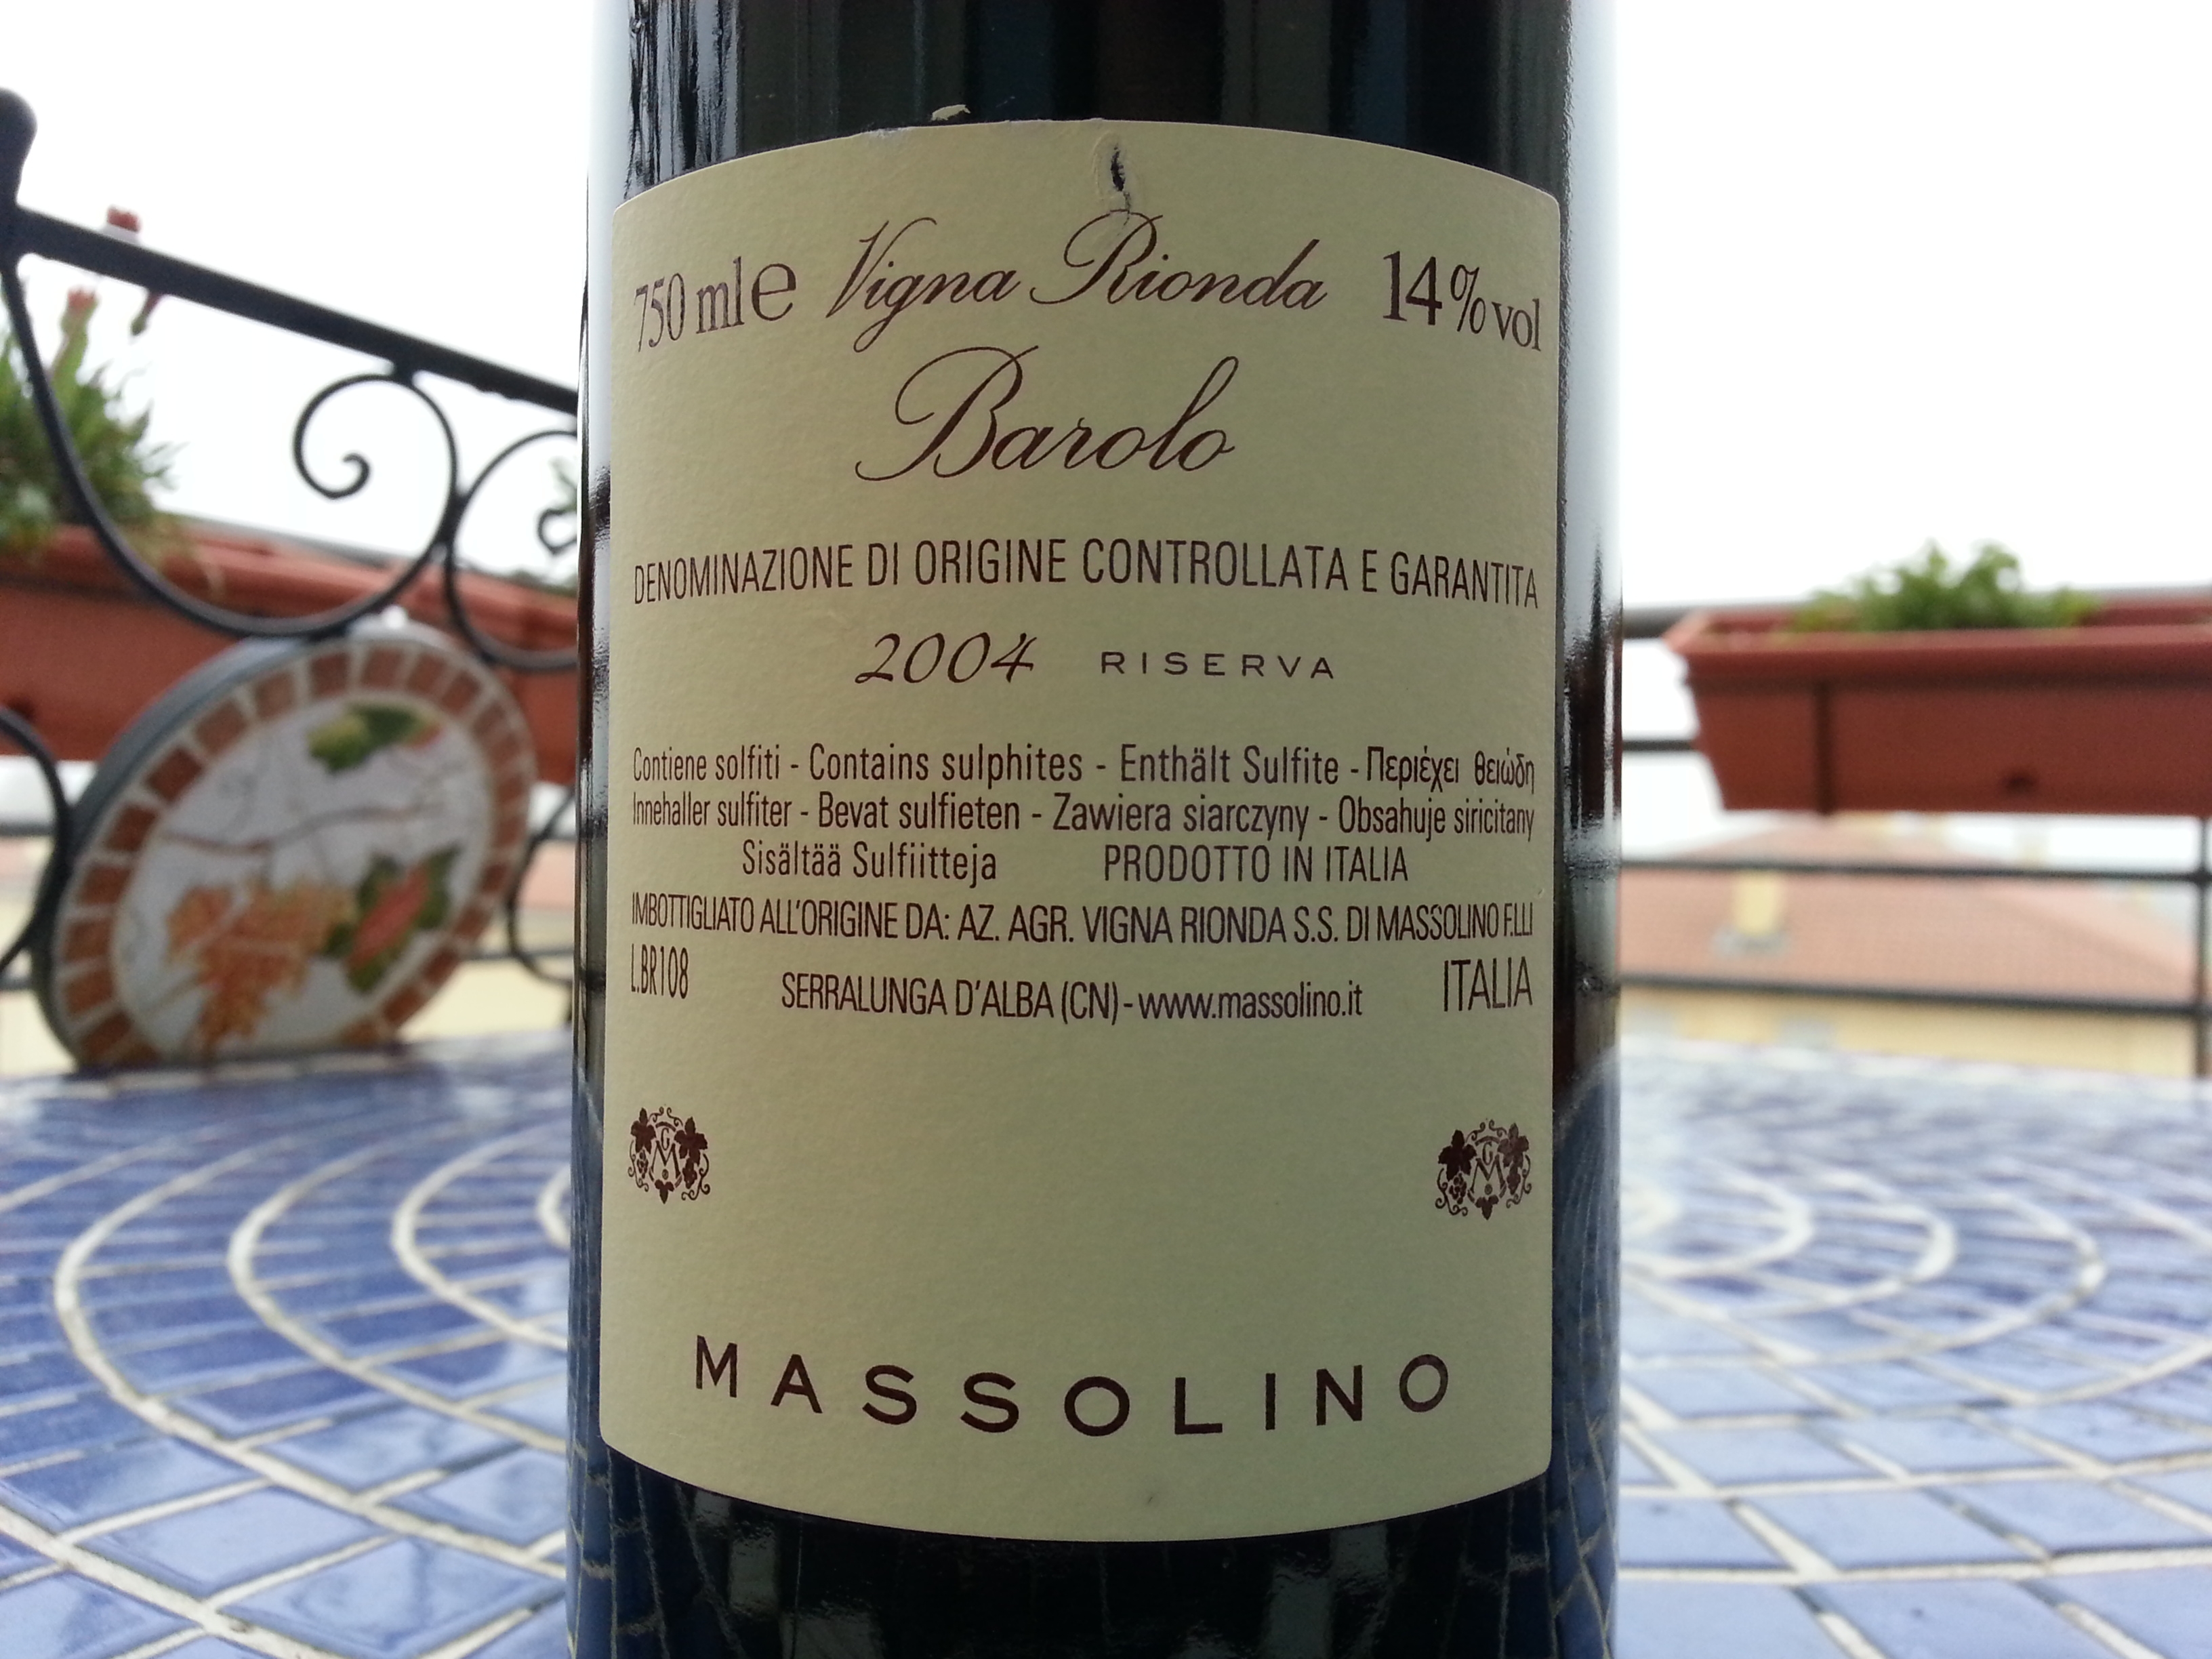 750 ml e Vigna Rionda 14% vol
Barolo
DENOMINAZIONE DI ORIGINE CONTROLLATA E GARANTITA
2004 RISERVA
Contiene solfiti - Contains sulphites - Enthält Sulfite - Περιέχει θειώδη
Innehaller sulfiter - Bevat sulfieten - Zawiera siarczyny - Obsahuje siricitany
Sisältää Sulfiitteja PRODOTTO IN ITALIA
IMBOTTIGLIATO ALL'ORIGINE DA: AZ. AGR. VIGNA RIONDA S.S. DI MASSOLINO F.LLI
L.BR108 SERRALUNGA D'ALBA (CN) - www.massolino.it ITALIA
GM GM
MASSOLINO